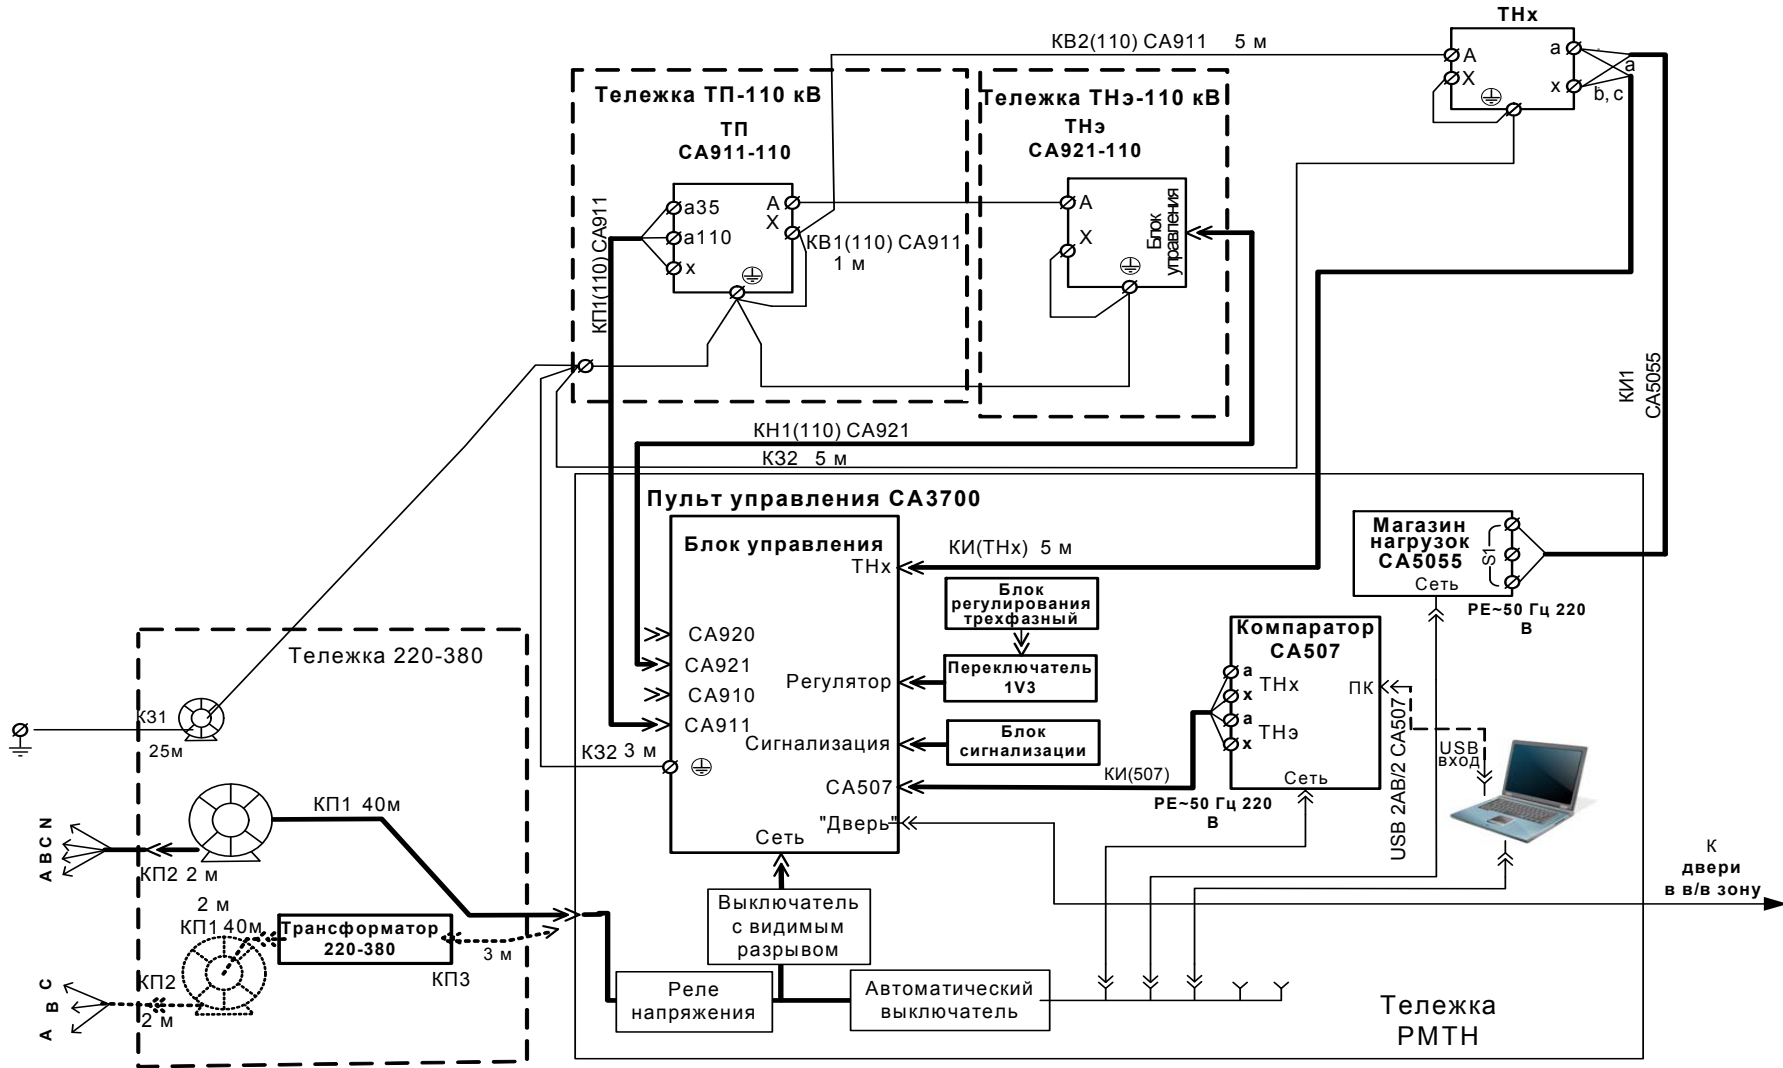 ТНх
КВ2(110) СА911 5 м
А
Х
а
х
а
b, с
Тележка ТП-110 кВ
ТП
СА911-110
Тележка ТНэ-110 кВ
ТНэ
СА921-110
а35
а110
х
А
Х
КВ1(110) СА911
1 м
КП1(110) СА911
А
Х
Блок
управления
КИ1
СА5055
КН1(110) СА921
КЗ2 5 м
Пульт управления СА3700
Блок управления
ТНх
КИ(ТНх) 5 м
Магазин
нагрузок
СА5055
S1
Сеть
РЕ~50 Гц 220
В
Блок
регулирования
трехфазный
Компаратор
СА507
СА920
СА921
СА910
СА911
Регулятор
Переключатель
1V3
а
ТНх
х
а
ТНэ
х
ПК
Сеть
Сигнализация
Блок
сигнализации
КЗ2 3 м
СА507
КИ(507)
РЕ~50 Гц 220
В
USB 2АВ/2 СА507
USB
вход
"Дверь"
Сеть
К
двери
в в/в зону
Тележка 220-380
КЗ1
25м
КП1 40м
А В С N
КП2 2 м
2 м
КП1 40м
Трансформатор
220-380
КП3
3 м
КП2
2 м
А В С
Выключатель
с видимым
разрывом
Реле
напряжения
Автоматический
выключатель
Тележка
РМТН